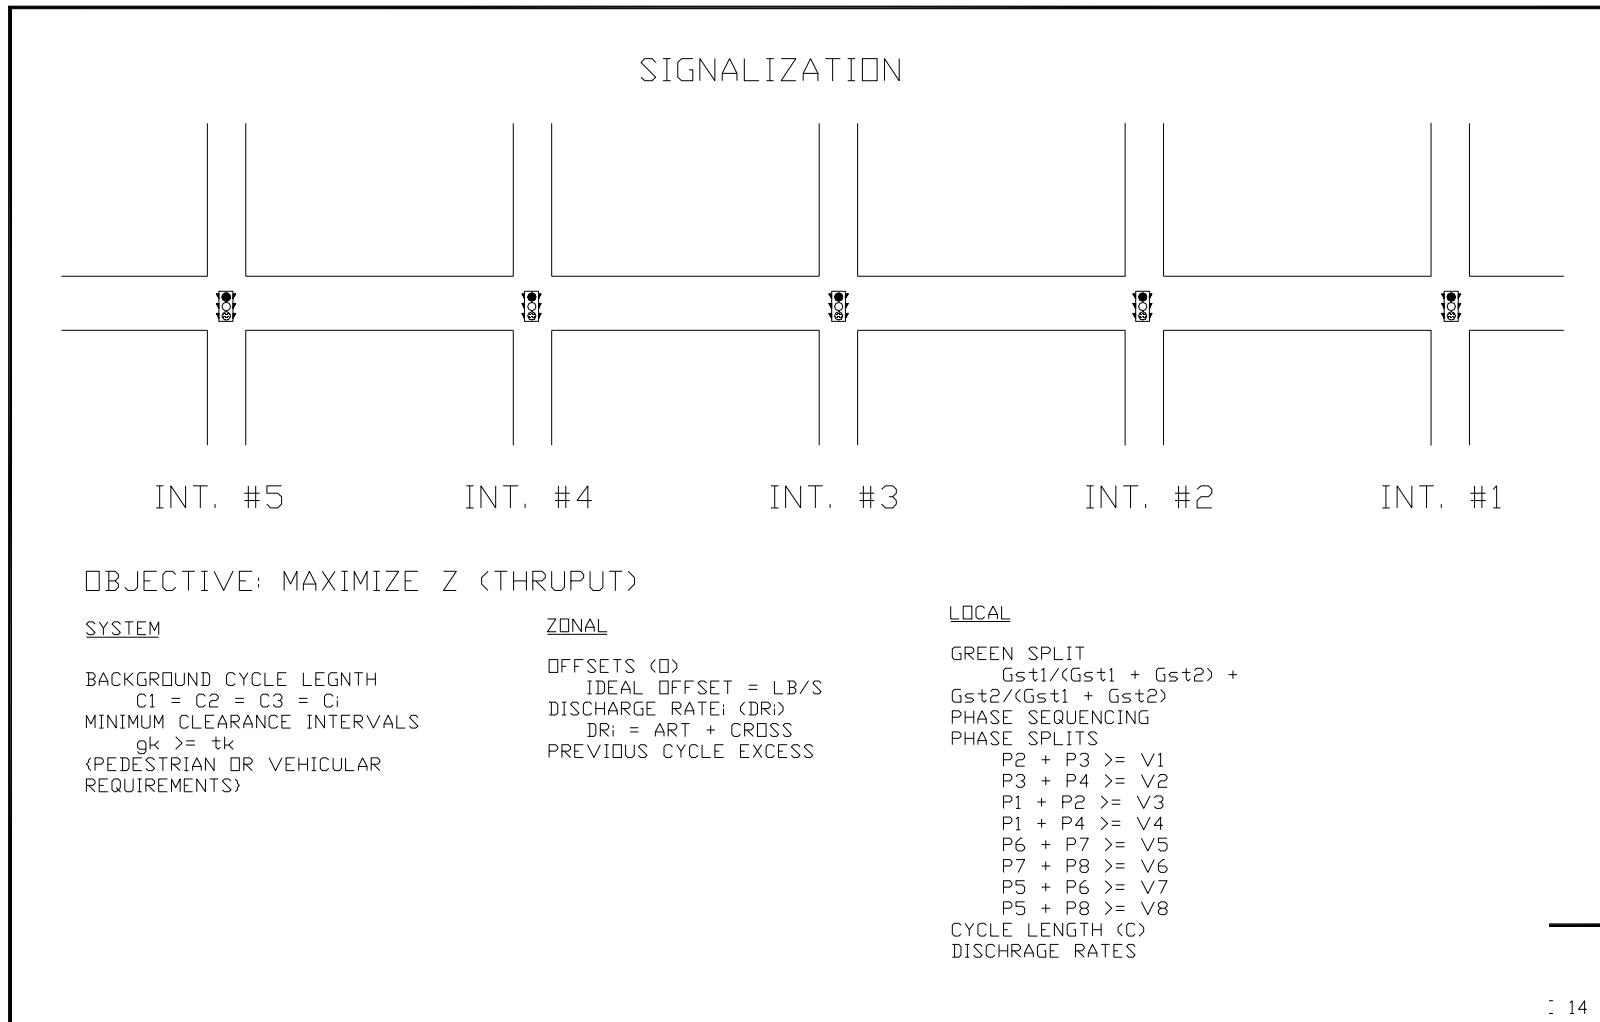 SIGNALIZATION
INT. #5
INT. #4
INT. #3
INT. #2
INT. #1
OBJECTIVE: MAXIMIZE Z (THRUPUT)
SYSTEM
BACKGROUND CYCLE LEGNTH
C1 = C2 = C3 = Ci
MINIMUM CLEARANCE INTERVALS
gk >= tk
{PEDESTRIAN OR VEHICULAR
REQUIREMENTS}
ZONAL
OFFSETS (O)
IDEAL OFFSET = LB/S
DISCHARGE RATEi (DRi)
DRi = ART + CROSS
PREVIOUS CYCLE EXCESS
LOCAL
GREEN SPLIT
Gst1/(Gst1 + Gst2) +
Gst2/(Gst1 + Gst2)
PHASE SEQUENCING
PHASE SPLITS
P2 + P3 >= V1
P3 + P4 >= V2
P1 + P2 >= V3
P1 + P4 >= V4
P6 + P7 >= V5
P7 + P8 >= V6
P5 + P6 >= V7
P5 + P8 >= V8
CYCLE LENGTH (C)
DISCHRAGE RATES
14